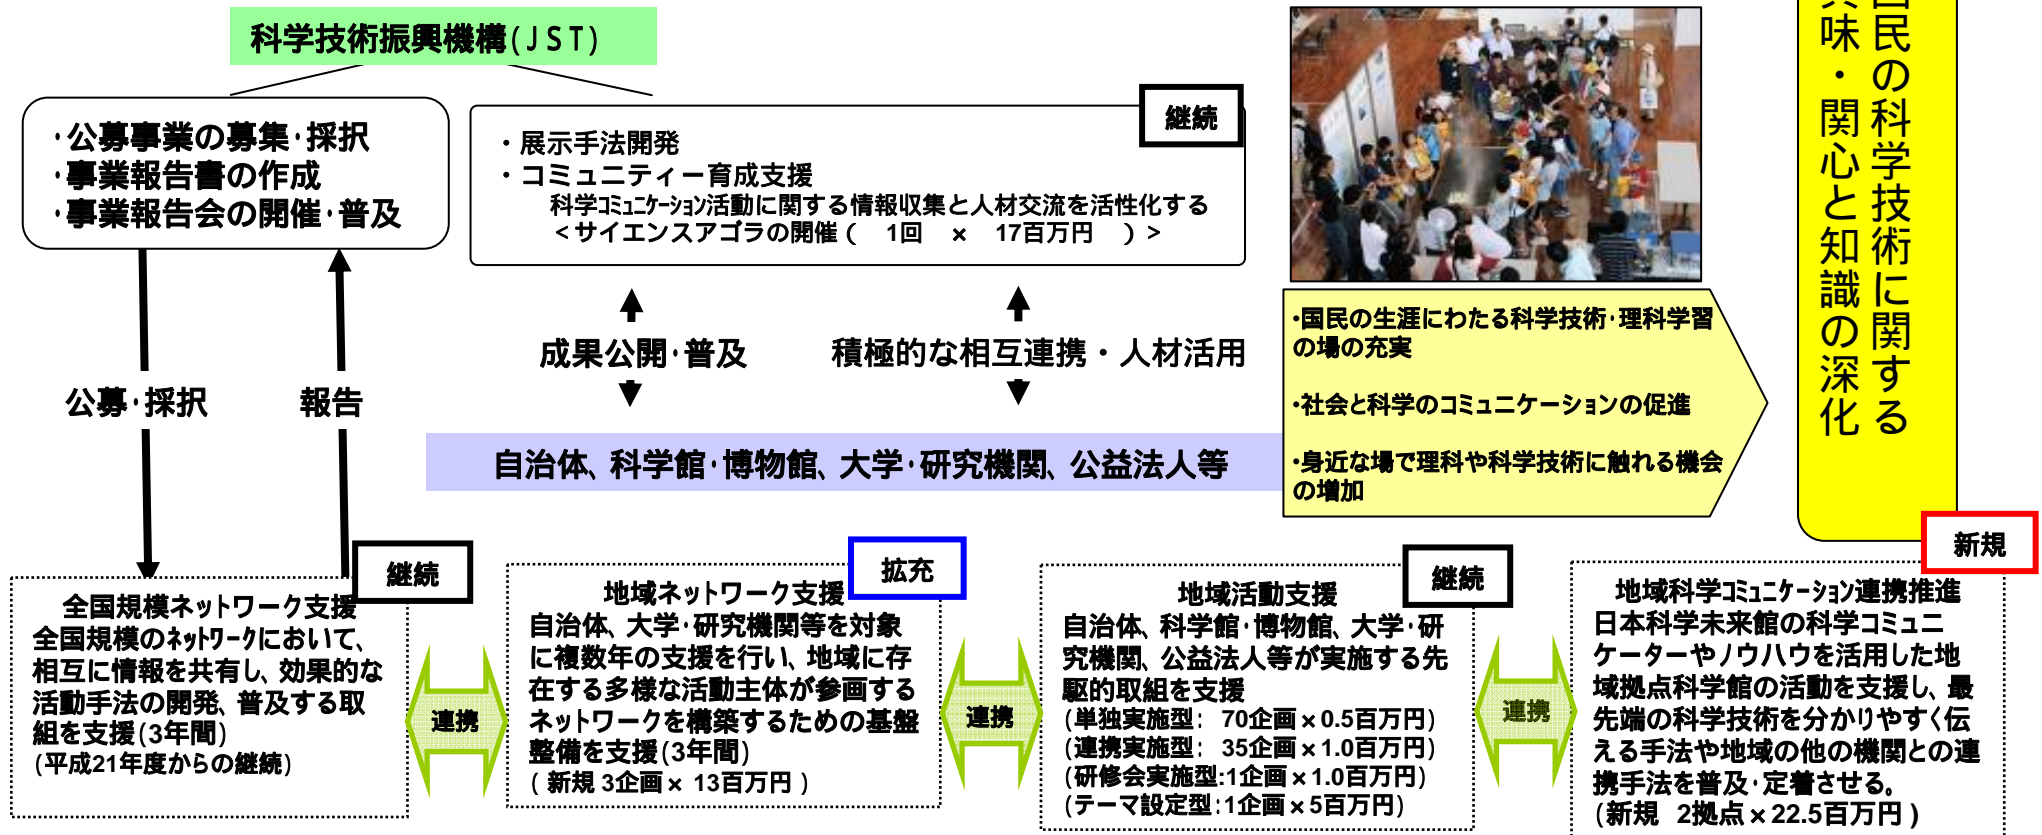 科学技術振興機構(JST)
・公募事業の募集・採択
・事業報告書の作成
・事業報告会の開催・普及
継続
・展示手法開発
・コミュニティー育成支援
科学コミュニケーション活動に関する情報収集と人材交流を活性化する
<サイエンスアゴラの開催( 1回 × 17百万円 )>
公募・採択
報告
成果公開・普及
積極的な相互連携・人材活用
自治体、科学館・博物館、大学・研究機関、公益法人等
・国民の生涯にわたる科学技術・理科学習
の場の充実
・社会と科学のコミュニケーションの促進
・身近な場で理科や科学技術に触れる機会
の増加
民の科学技術に関する
味・関心と知識の深化
継続
全国規模ネットワーク支援
全国規模のネットワークにおいて、
相互に情報を共有し、効果的な
活動手法の開発、普及する取
組を支援(3年間)
(平成21年度からの継続)
連携
拡充
地域ネットワーク支援
自治体、大学・研究機関等を対象
に複数年の支援を行い、地域に存
在する多様な活動主体が参画する
ネットワークを構築するための基盤
整備を支援(3年間)
( 新規 3企画× 13百万円 )
連携
継続
地域活動支援
自治体、科学館・博物館、大学・研
究機関、公益法人等が実施する先
駆的取組を支援
(単独実施型: 70企画×0.5百万円)
(連携実施型: 35企画×1.0百万円)
(研修会実施型:1企画×1.0百万円)
(テーマ設定型:1企画×5百万円)
連携
新規
地域科学コミュニケーション連携推進
日本科学未来館の科学コミュニ
ケーターやノウハウを活用した地
域拠点科学館の活動を支援し、最
先端の科学技術を分かりやすく伝
える手法や地域の他の機関との連
携手法を普及・定着させる。
(新規 2拠点×22.5百万円)